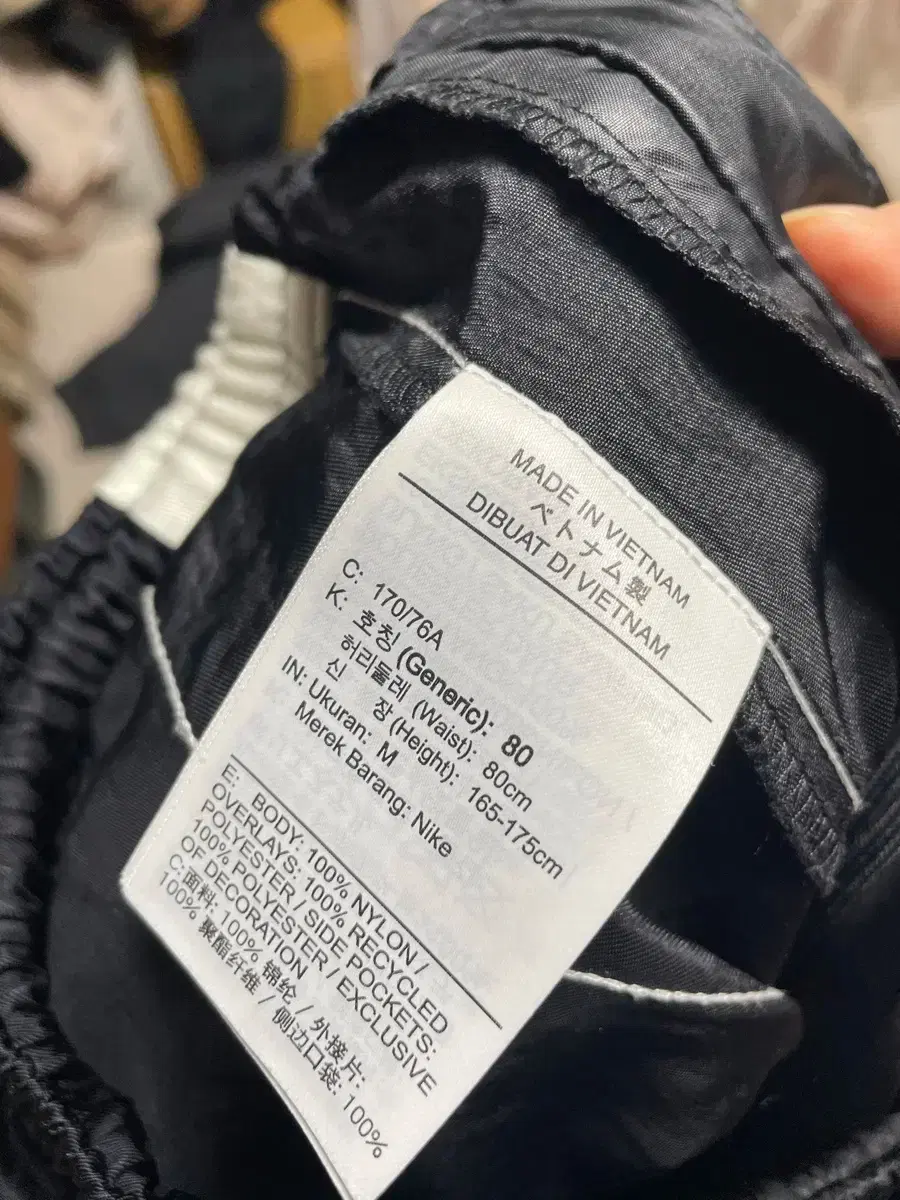 MADE IN VIETNAM
ベトナム製
DIBUAT DI VIETNAM
C: 170/76A
K: 호칭 (Generic): 80
허리둘레 (Waist): 80cm
신 장 (Height): 165-175cm
IN: Ukuran: M
Merek Barang: Nike
E: BODY: 100% NYLON /
OVERLAYS: 100% RECYCLED
POLYESTER / SIDE POCKETS:
100% POLYESTER / EXCLUSIVE
OF DECORATION
C: 面料: 100% 锦纶 / 外接片:
100% 聚酯纤维 / 侧边口袋: 100%